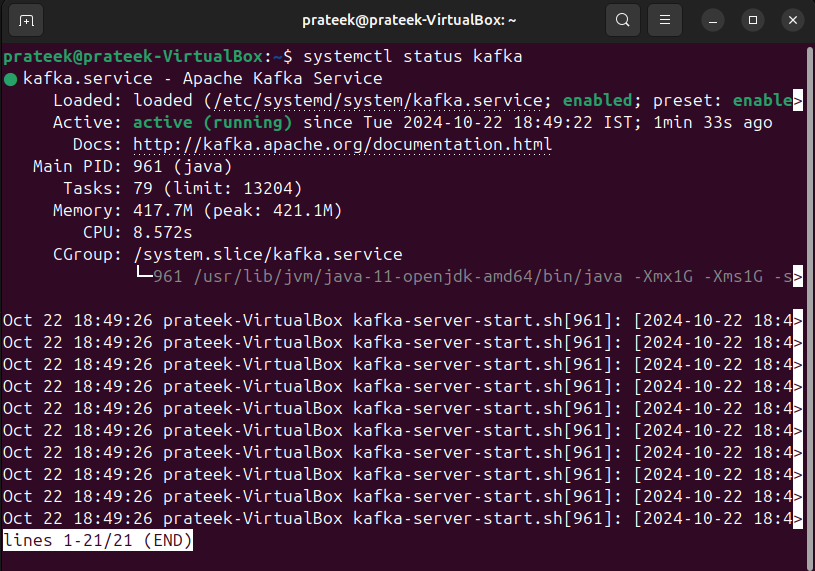 prateek@prateek-VirtualBox: ~
prateek@prateek-VirtualBox:~$ systemctl status kafka
● kafka.service - Apache Kafka Service
     Loaded: loaded (/etc/systemd/system/kafka.service; enabled; preset: enable>
     Active: active (running) since Tue 2024-10-22 18:49:22 IST; 1min 33s ago
       Docs: http://kafka.apache.org/documentation.html
   Main PID: 961 (java)
      Tasks: 79 (limit: 13204)
     Memory: 417.7M (peak: 421.1M)
        CPU: 8.572s
     CGroup: /system.slice/kafka.service
             └─961 /usr/lib/jvm/java-11-openjdk-amd64/bin/java -Xmx1G -Xms1G -s>
Oct 22 18:49:26 prateek-VirtualBox kafka-server-start.sh[961]: [2024-10-22 18:4>
Oct 22 18:49:26 prateek-VirtualBox kafka-server-start.sh[961]: [2024-10-22 18:4>
Oct 22 18:49:26 prateek-VirtualBox kafka-server-start.sh[961]: [2024-10-22 18:4>
Oct 22 18:49:26 prateek-VirtualBox kafka-server-start.sh[961]: [2024-10-22 18:4>
Oct 22 18:49:26 prateek-VirtualBox kafka-server-start.sh[961]: [2024-10-22 18:4>
Oct 22 18:49:26 prateek-VirtualBox kafka-server-start.sh[961]: [2024-10-22 18:4>
Oct 22 18:49:26 prateek-VirtualBox kafka-server-start.sh[961]: [2024-10-22 18:4>
Oct 22 18:49:26 prateek-VirtualBox kafka-server-start.sh[961]: [2024-10-22 18:4>
Oct 22 18:49:26 prateek-VirtualBox kafka-server-start.sh[961]: [2024-10-22 18:4>
Oct 22 18:49:26 prateek-VirtualBox kafka-server-start.sh[961]: [2024-10-22 18:4>
lines 1-21/21 (END)